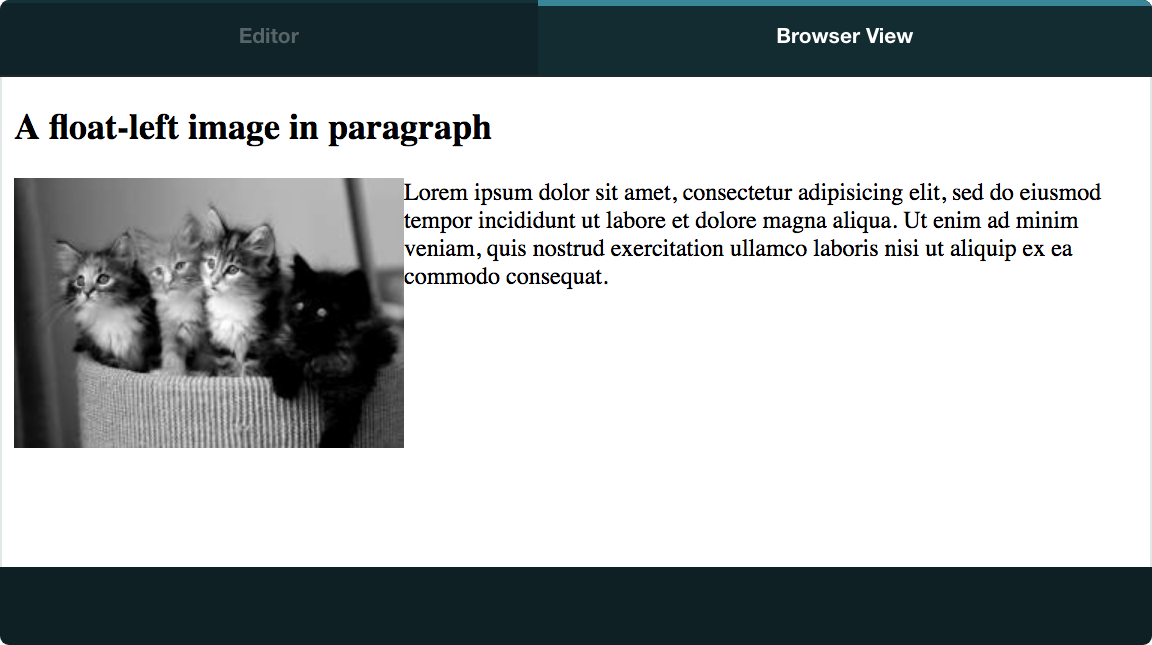 Editor
Browser View
A float-left image in paragraph
Lorem ipsum dolor sit amet, consectetur adipisicing elit, sed do eiusmod
tempor incididunt ut labore et dolore magna aliqua. Ut enim ad minim
veniam, quis nostrud exercitation ullamco laboris nisi ut aliquip ex ea
commodo consequat.